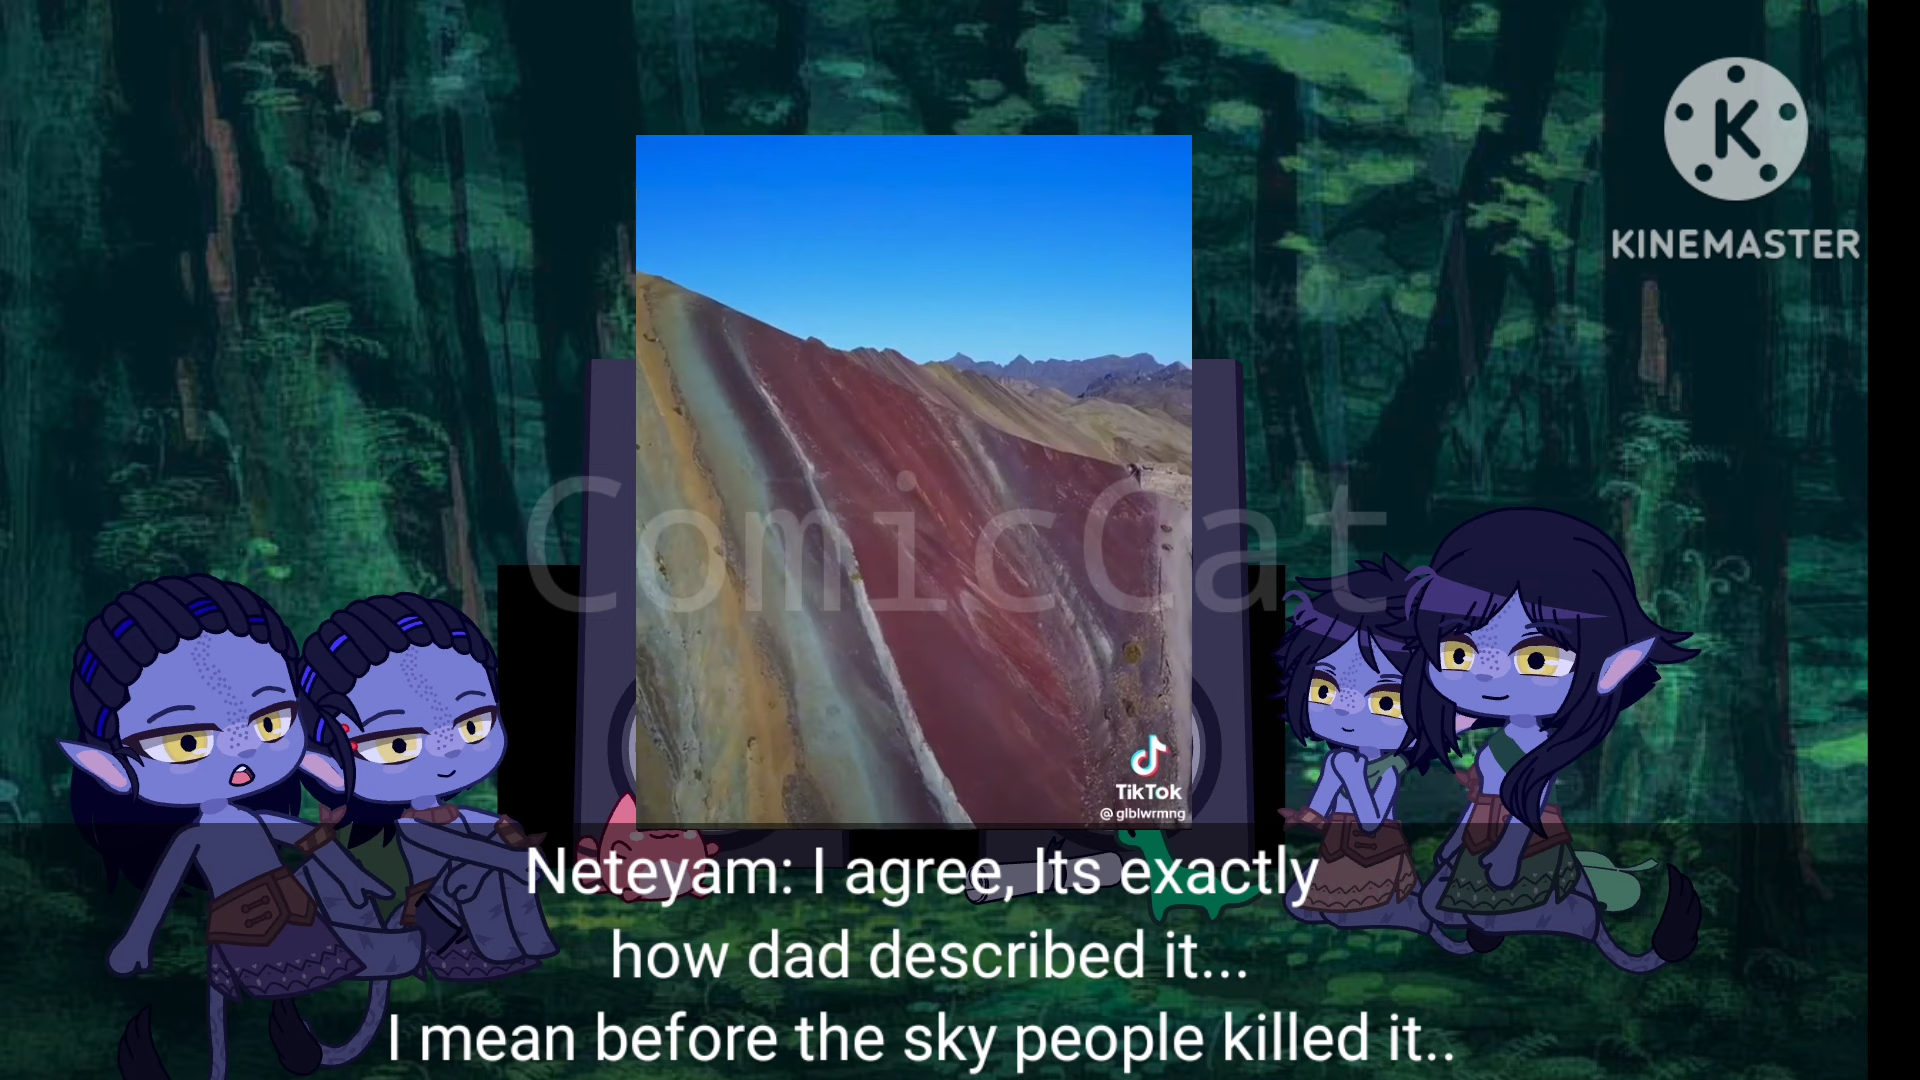 K
KINEMASTER
ComicCat
TikTok
@glblwrmng
Neteyam: I agree, Its exactly
how dad described it...
I mean before the sky people killed it..